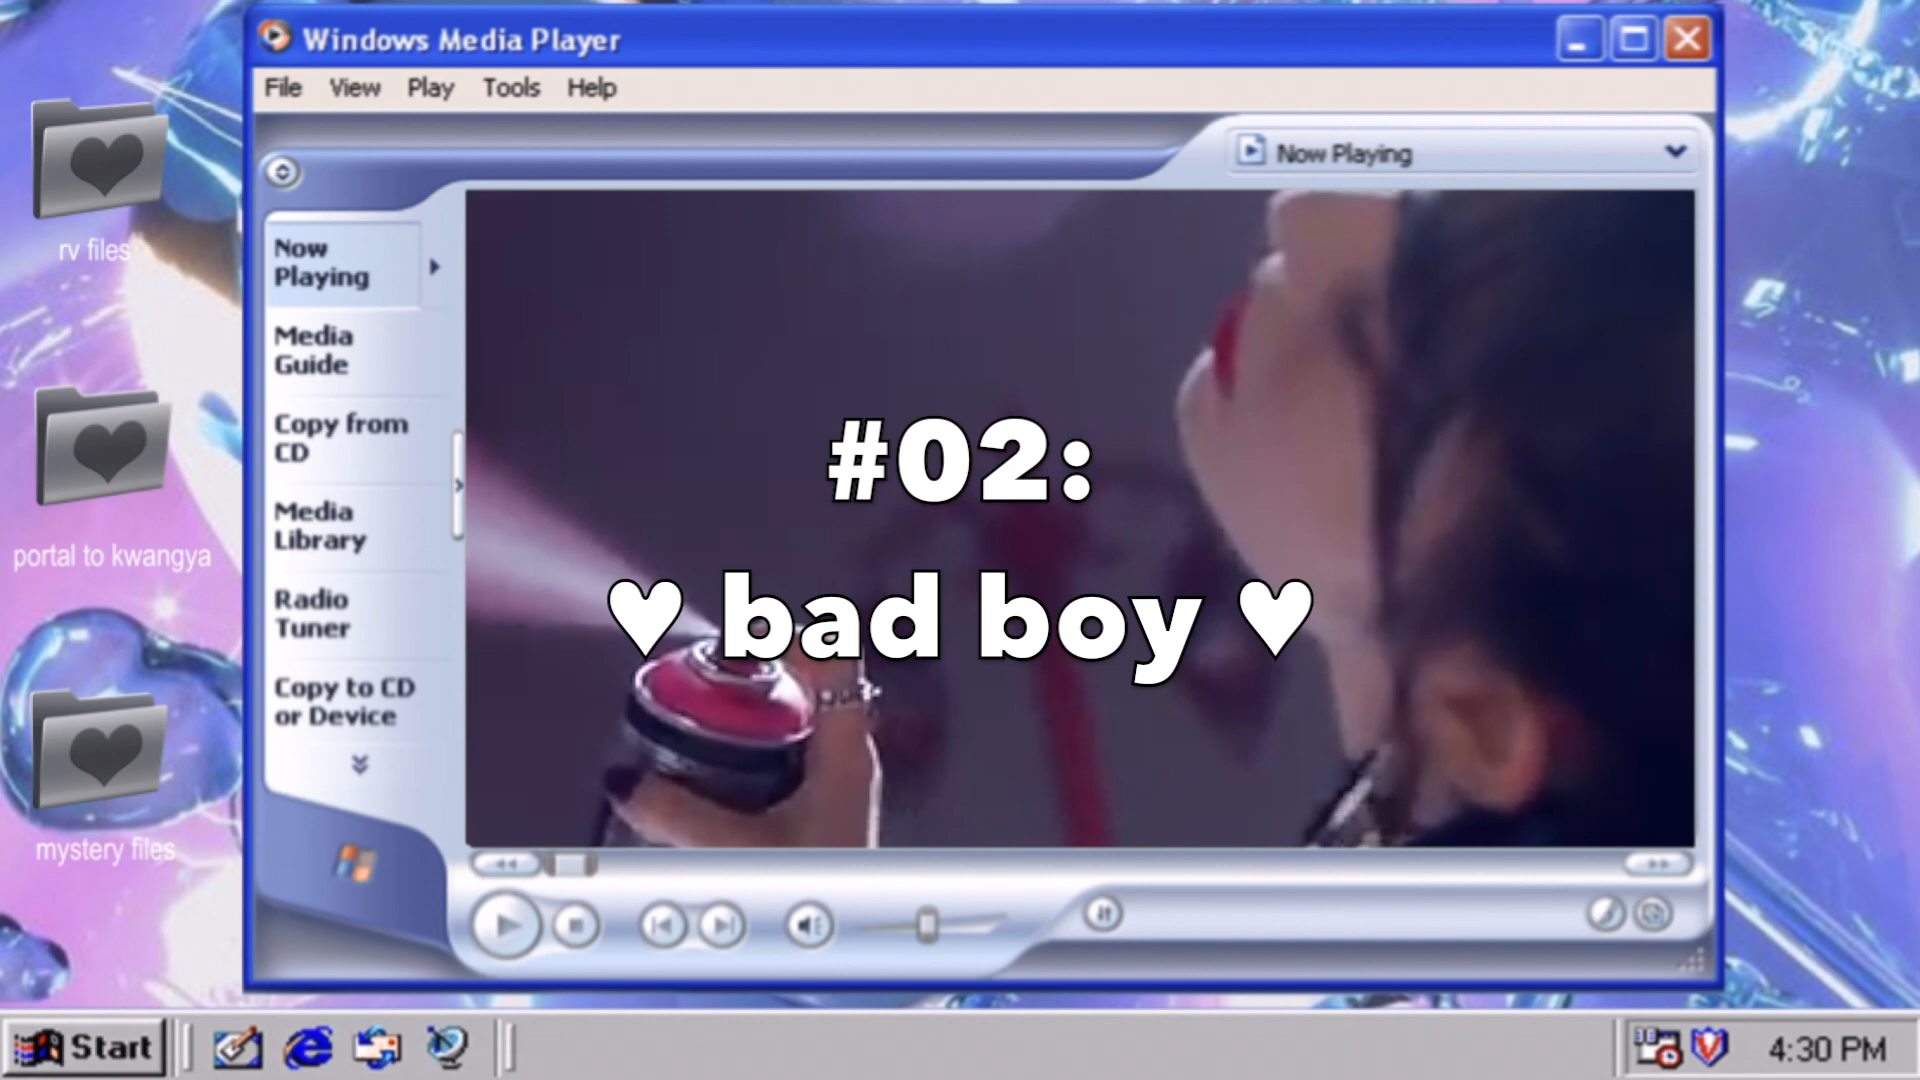 Windows Media Player
File View Play Tools Help
Now Playing
rv files
Now
Playing
Media
Guide
Copy from
CD
Media
Library
Radio
Tuner
Copy to CD
or Device
#02:
♥ bad boy ♥
portal to kwangya
mystery files
Start
4:30 PM